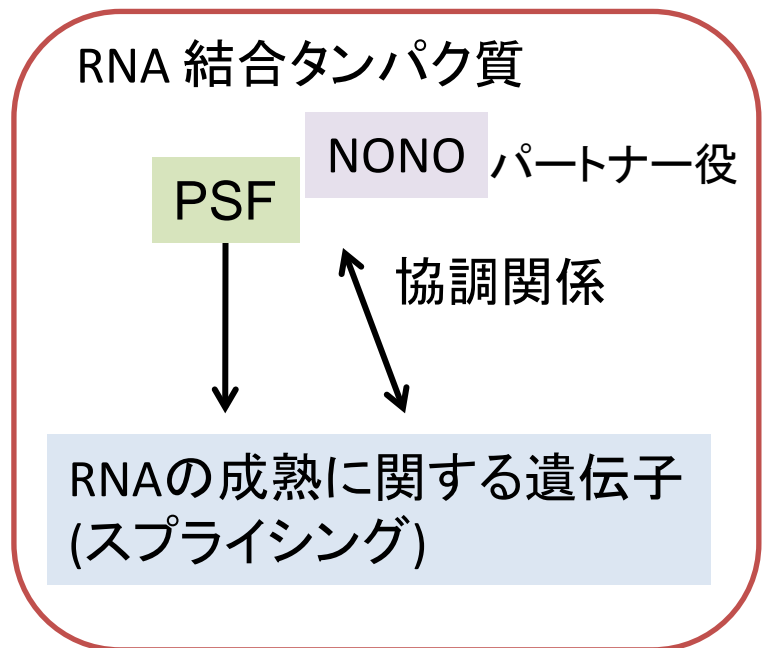 RNA 結合タンパク質
NONO
パートナー役
PSF
協調関係
RNAの成熟に関する遺伝子
(スプライシング)